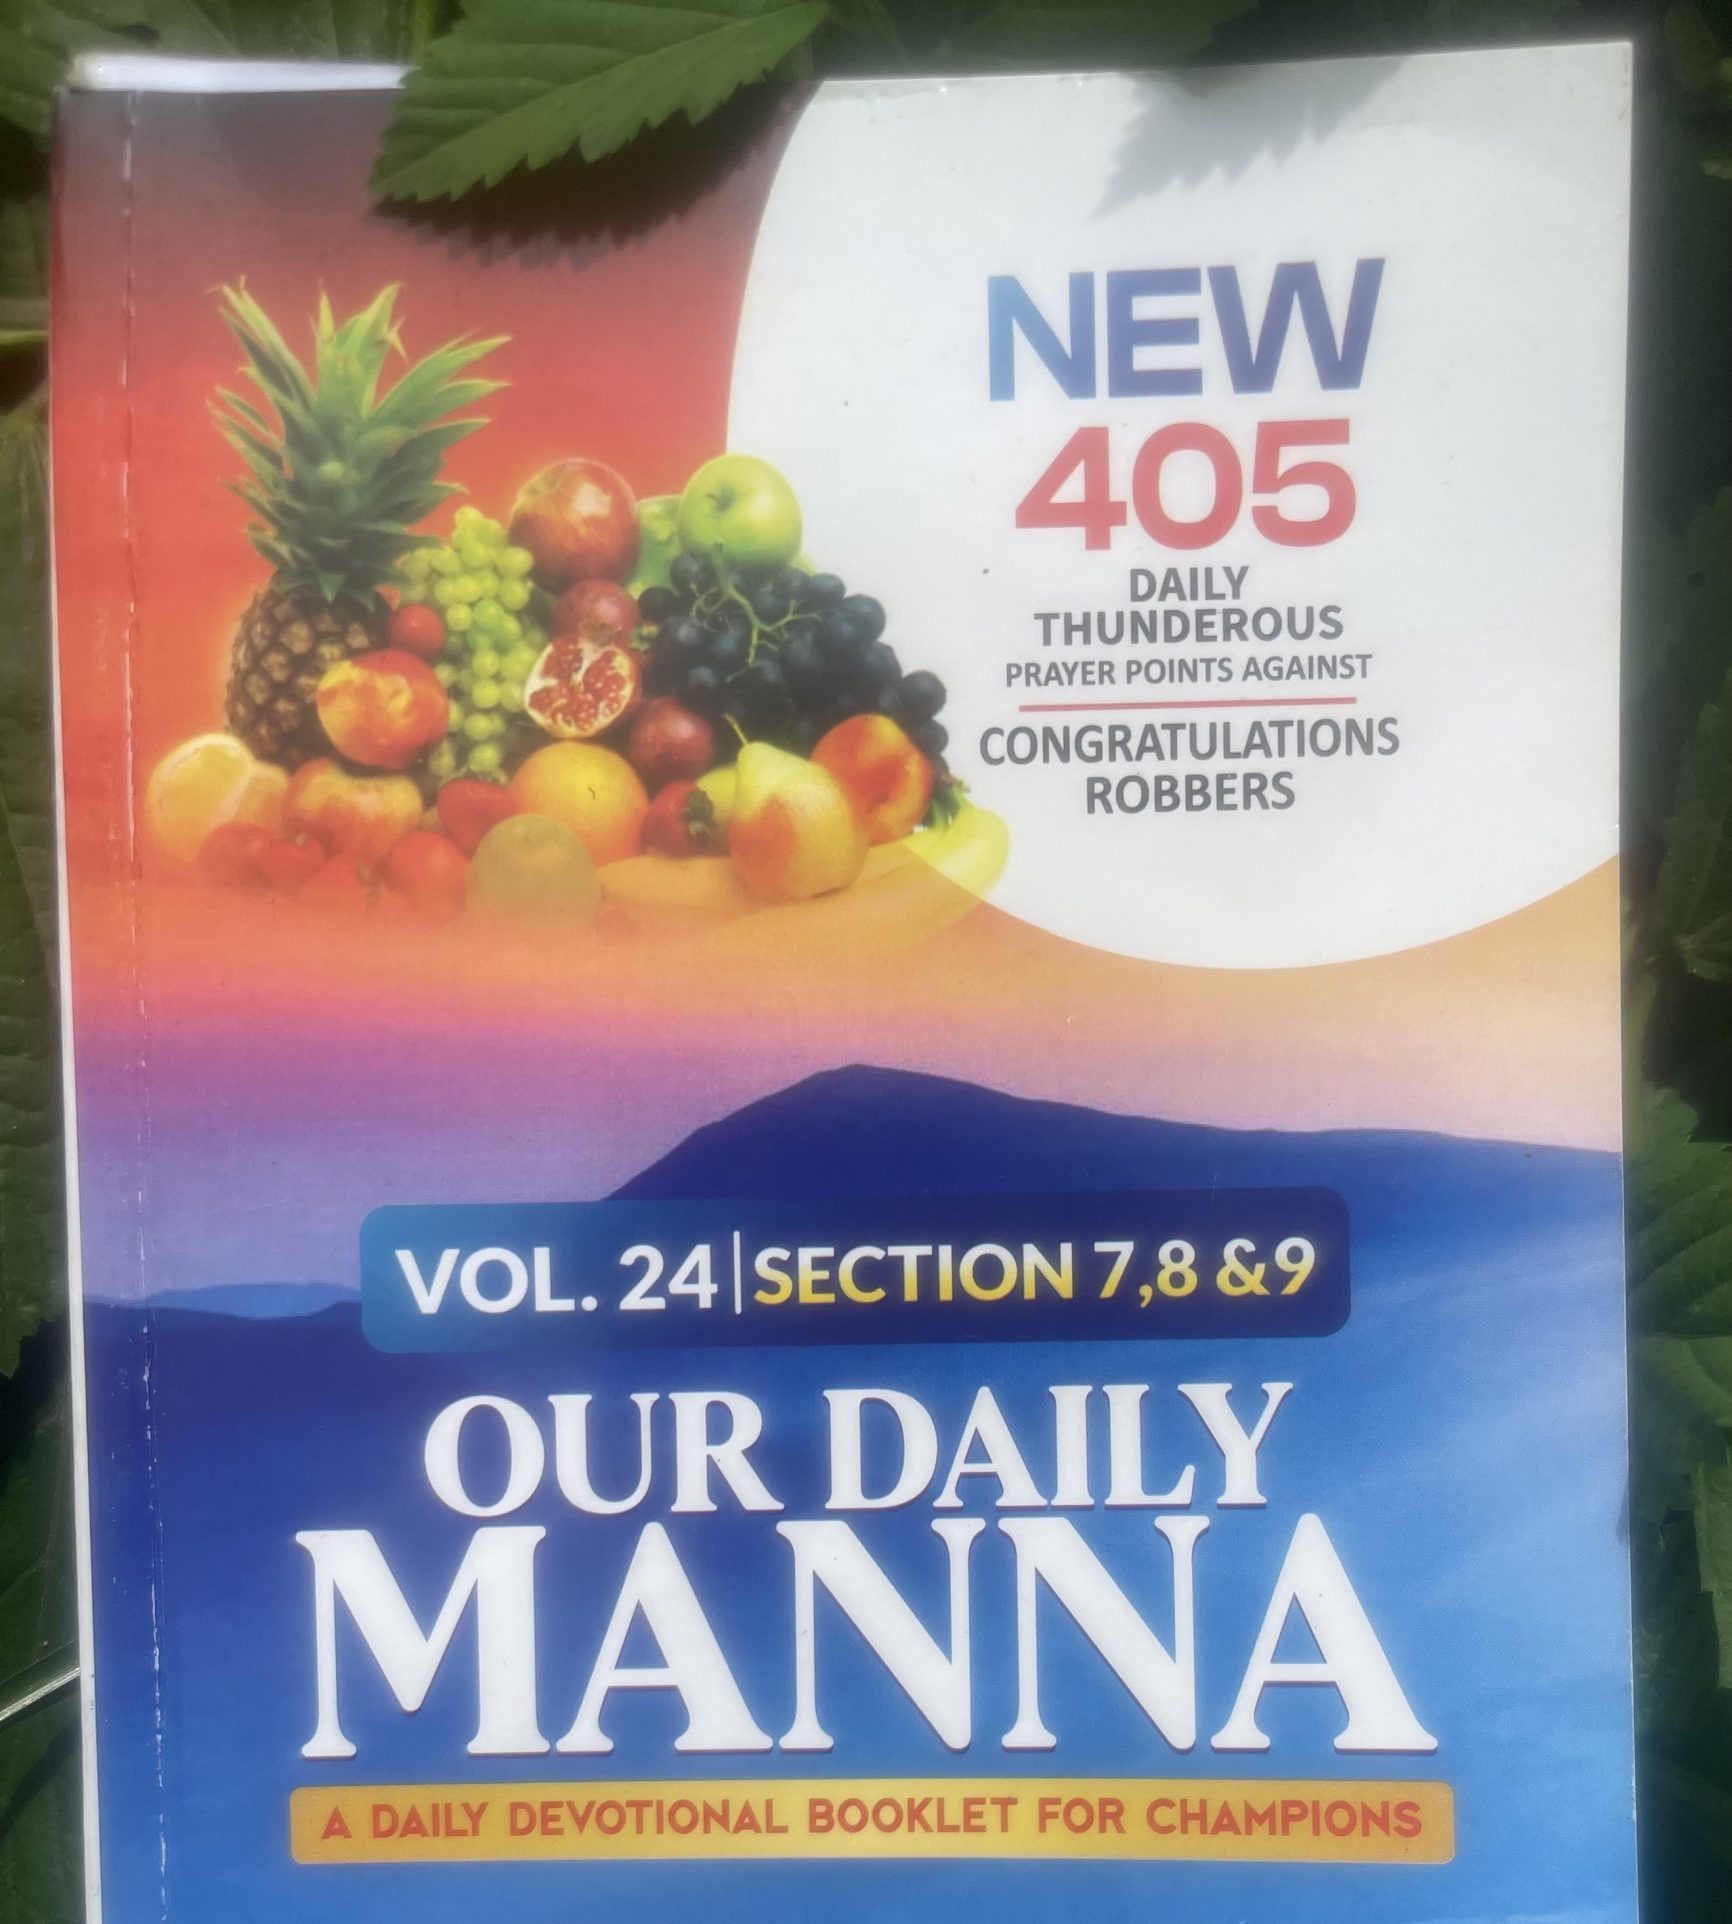 NEW
405
DAILY
THUNDEROUS
PRAYER POINTS AGAINST
CONGRATULATIONS
ROBBERS
VOL. 24|SECTION 7,8 &9
OUR DAILY
MANNA
A DAILY DEVOTIONAL BOOKLET FOR CHAMPIONS